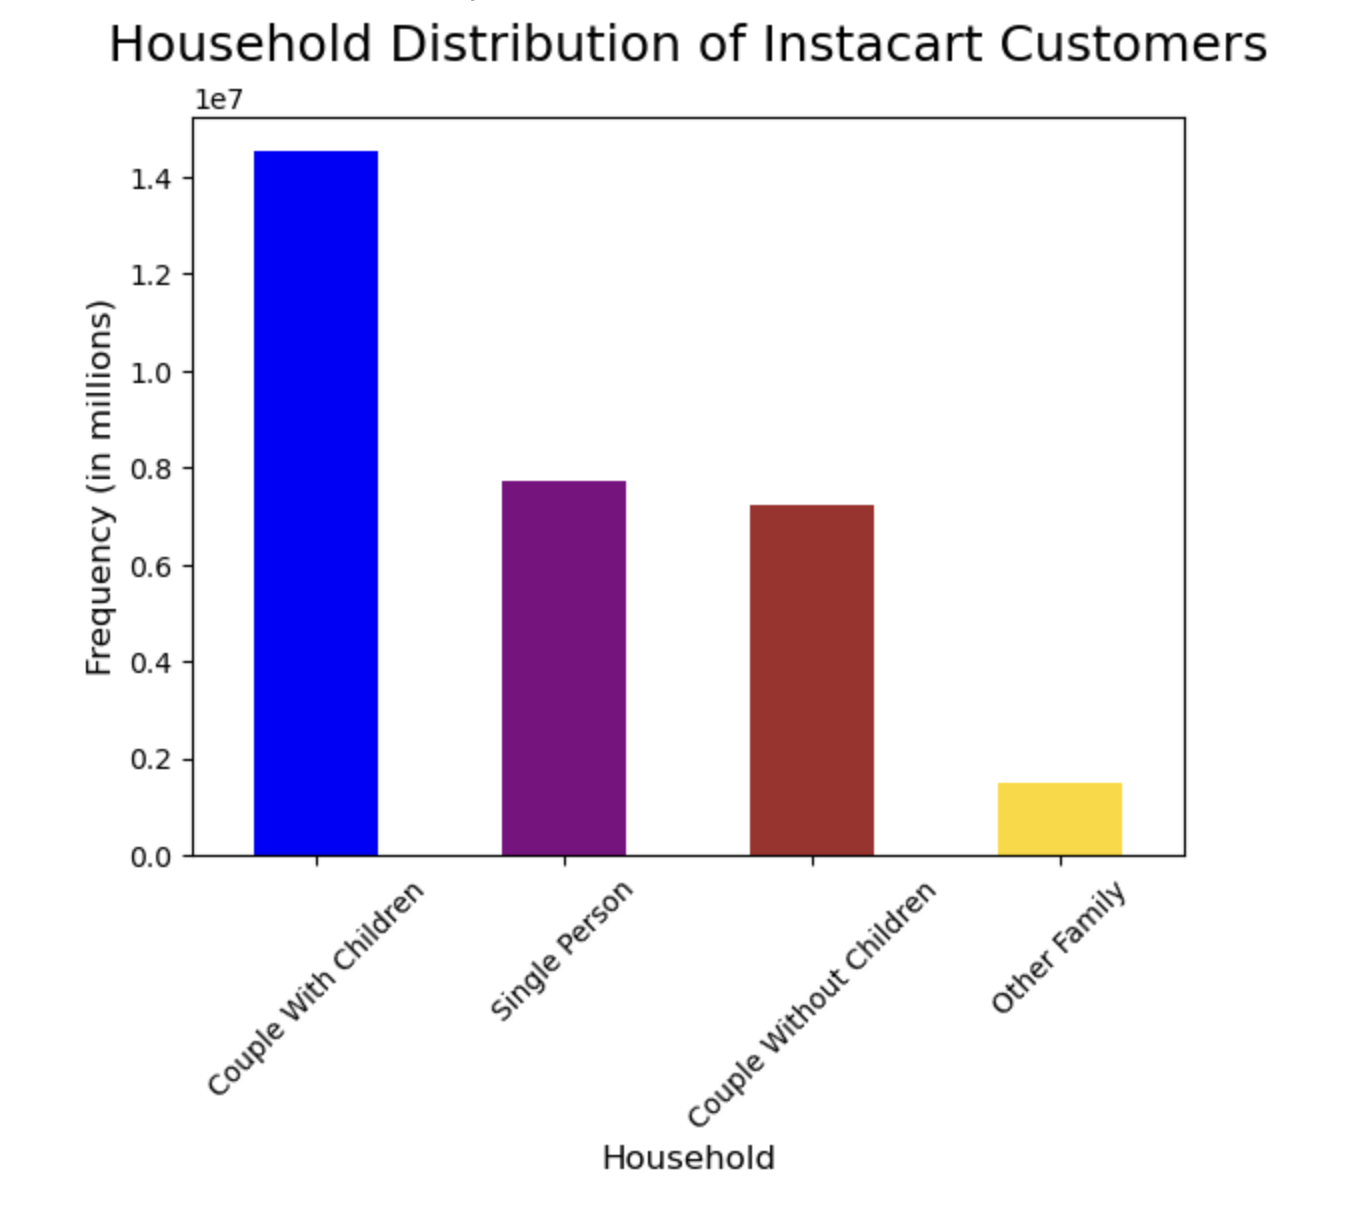 Household Distribution of Instacart Customers
1e7
1.4
1.2
1.0
0.8
0.6
0.4
0.2
0.0
Frequency (in millions)
Couple With Children
Single Person
Couple Without Children
Other Family
Household